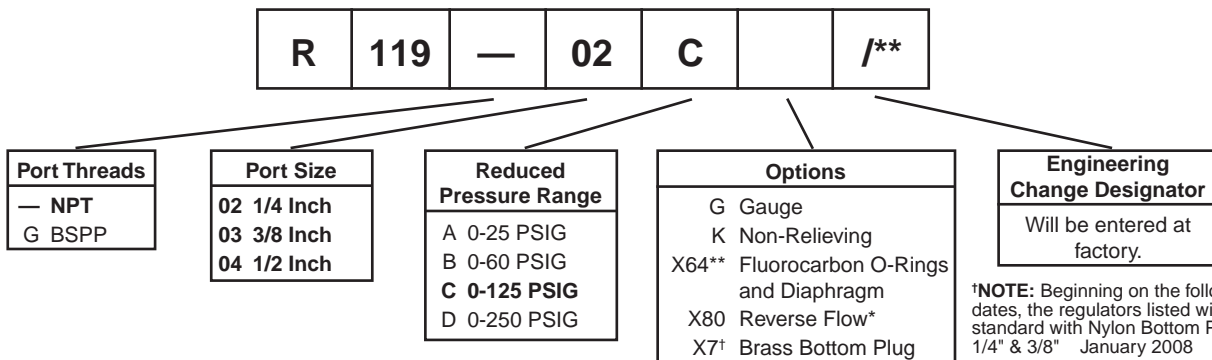 R 119 — 02 C /**
Port Threads
— NPT
G BSPP
Port Size
02 1/4 Inch
03 3/8 Inch
04 1/2 Inch
Reduced
Pressure Range
A 0-25 PSIG
B 0-60 PSIG
C 0-125 PSIG
D 0-250 PSIG
Options
G Gauge
K Non-Relieving
X64** Fluorocarbon O-Rings
and Diaphragm
X80 Reverse Flow*
X7† Brass Bottom Plug
Engineering
Change Designator
Will be entered at
factory.
†NOTE: Beginning on the
dates, the regulators listed
standard with Nylon Bottom
1/4" & 3/8" January 2008